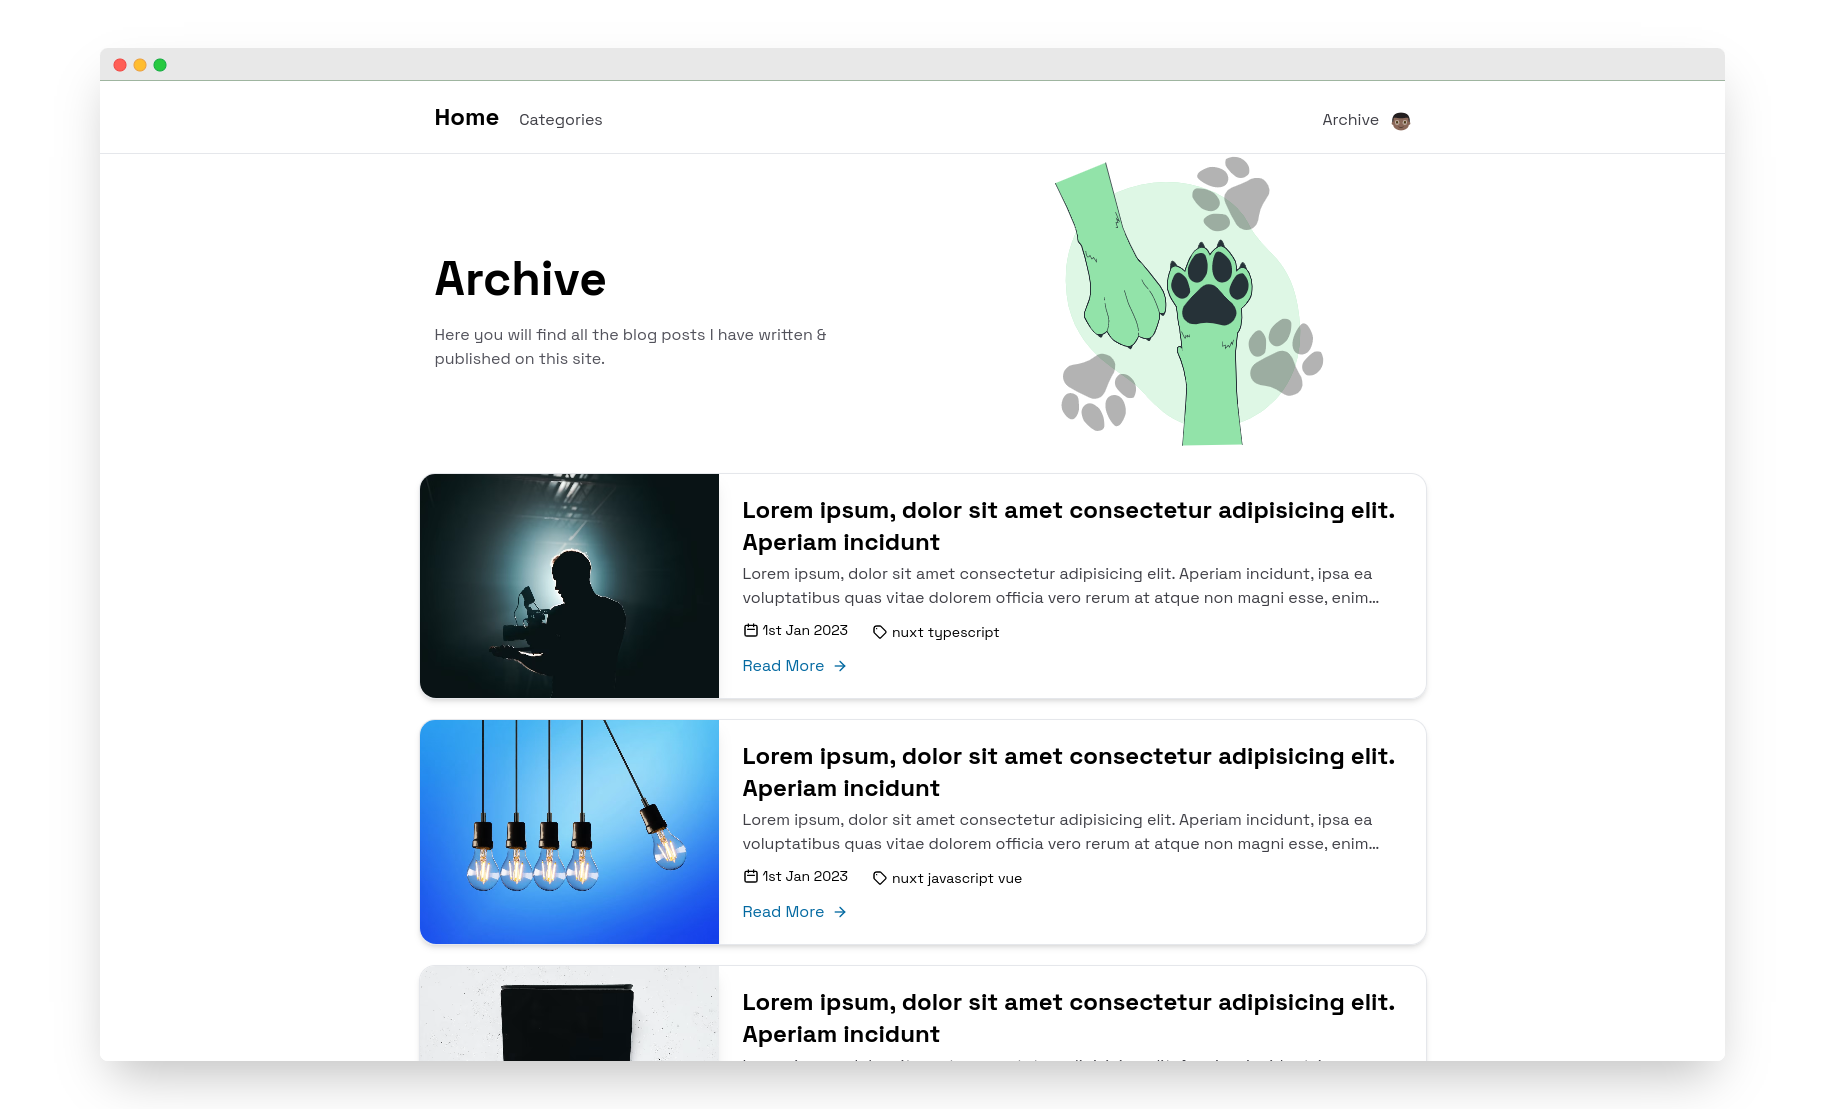 Home Categories Archive
Archive
Here you will find all the blog posts I have written &
published on this site.
Lorem ipsum, dolor sit amet consectetur adipisicing elit.
Aperiam incidunt
Lorem ipsum, dolor sit amet consectetur adipisicing elit. Aperiam incidunt, ipsa ea
voluptatibus quas vitae dolorem officia vero rerum at atque non magni esse, enim…
1st Jan 2023 nuxt typescript
Read More
Lorem ipsum, dolor sit amet consectetur adipisicing elit.
Aperiam incidunt
Lorem ipsum, dolor sit amet consectetur adipisicing elit. Aperiam incidunt, ipsa ea
voluptatibus quas vitae dolorem officia vero rerum at atque non magni esse, enim…
1st Jan 2023 nuxt javascript vue
Read More
Lorem ipsum, dolor sit amet consectetur adipisicing elit.
Aperiam incidunt